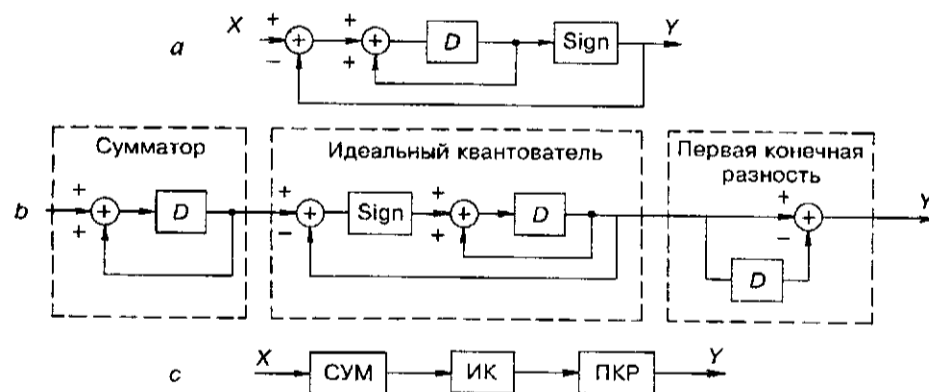 X + + D Sign Y
a − +
Сумматор Идеальный квантователь Первая конечная
разность
b + D + Sign + D + Y
+ − + −
D
c X СУМ ИК ПКР Y